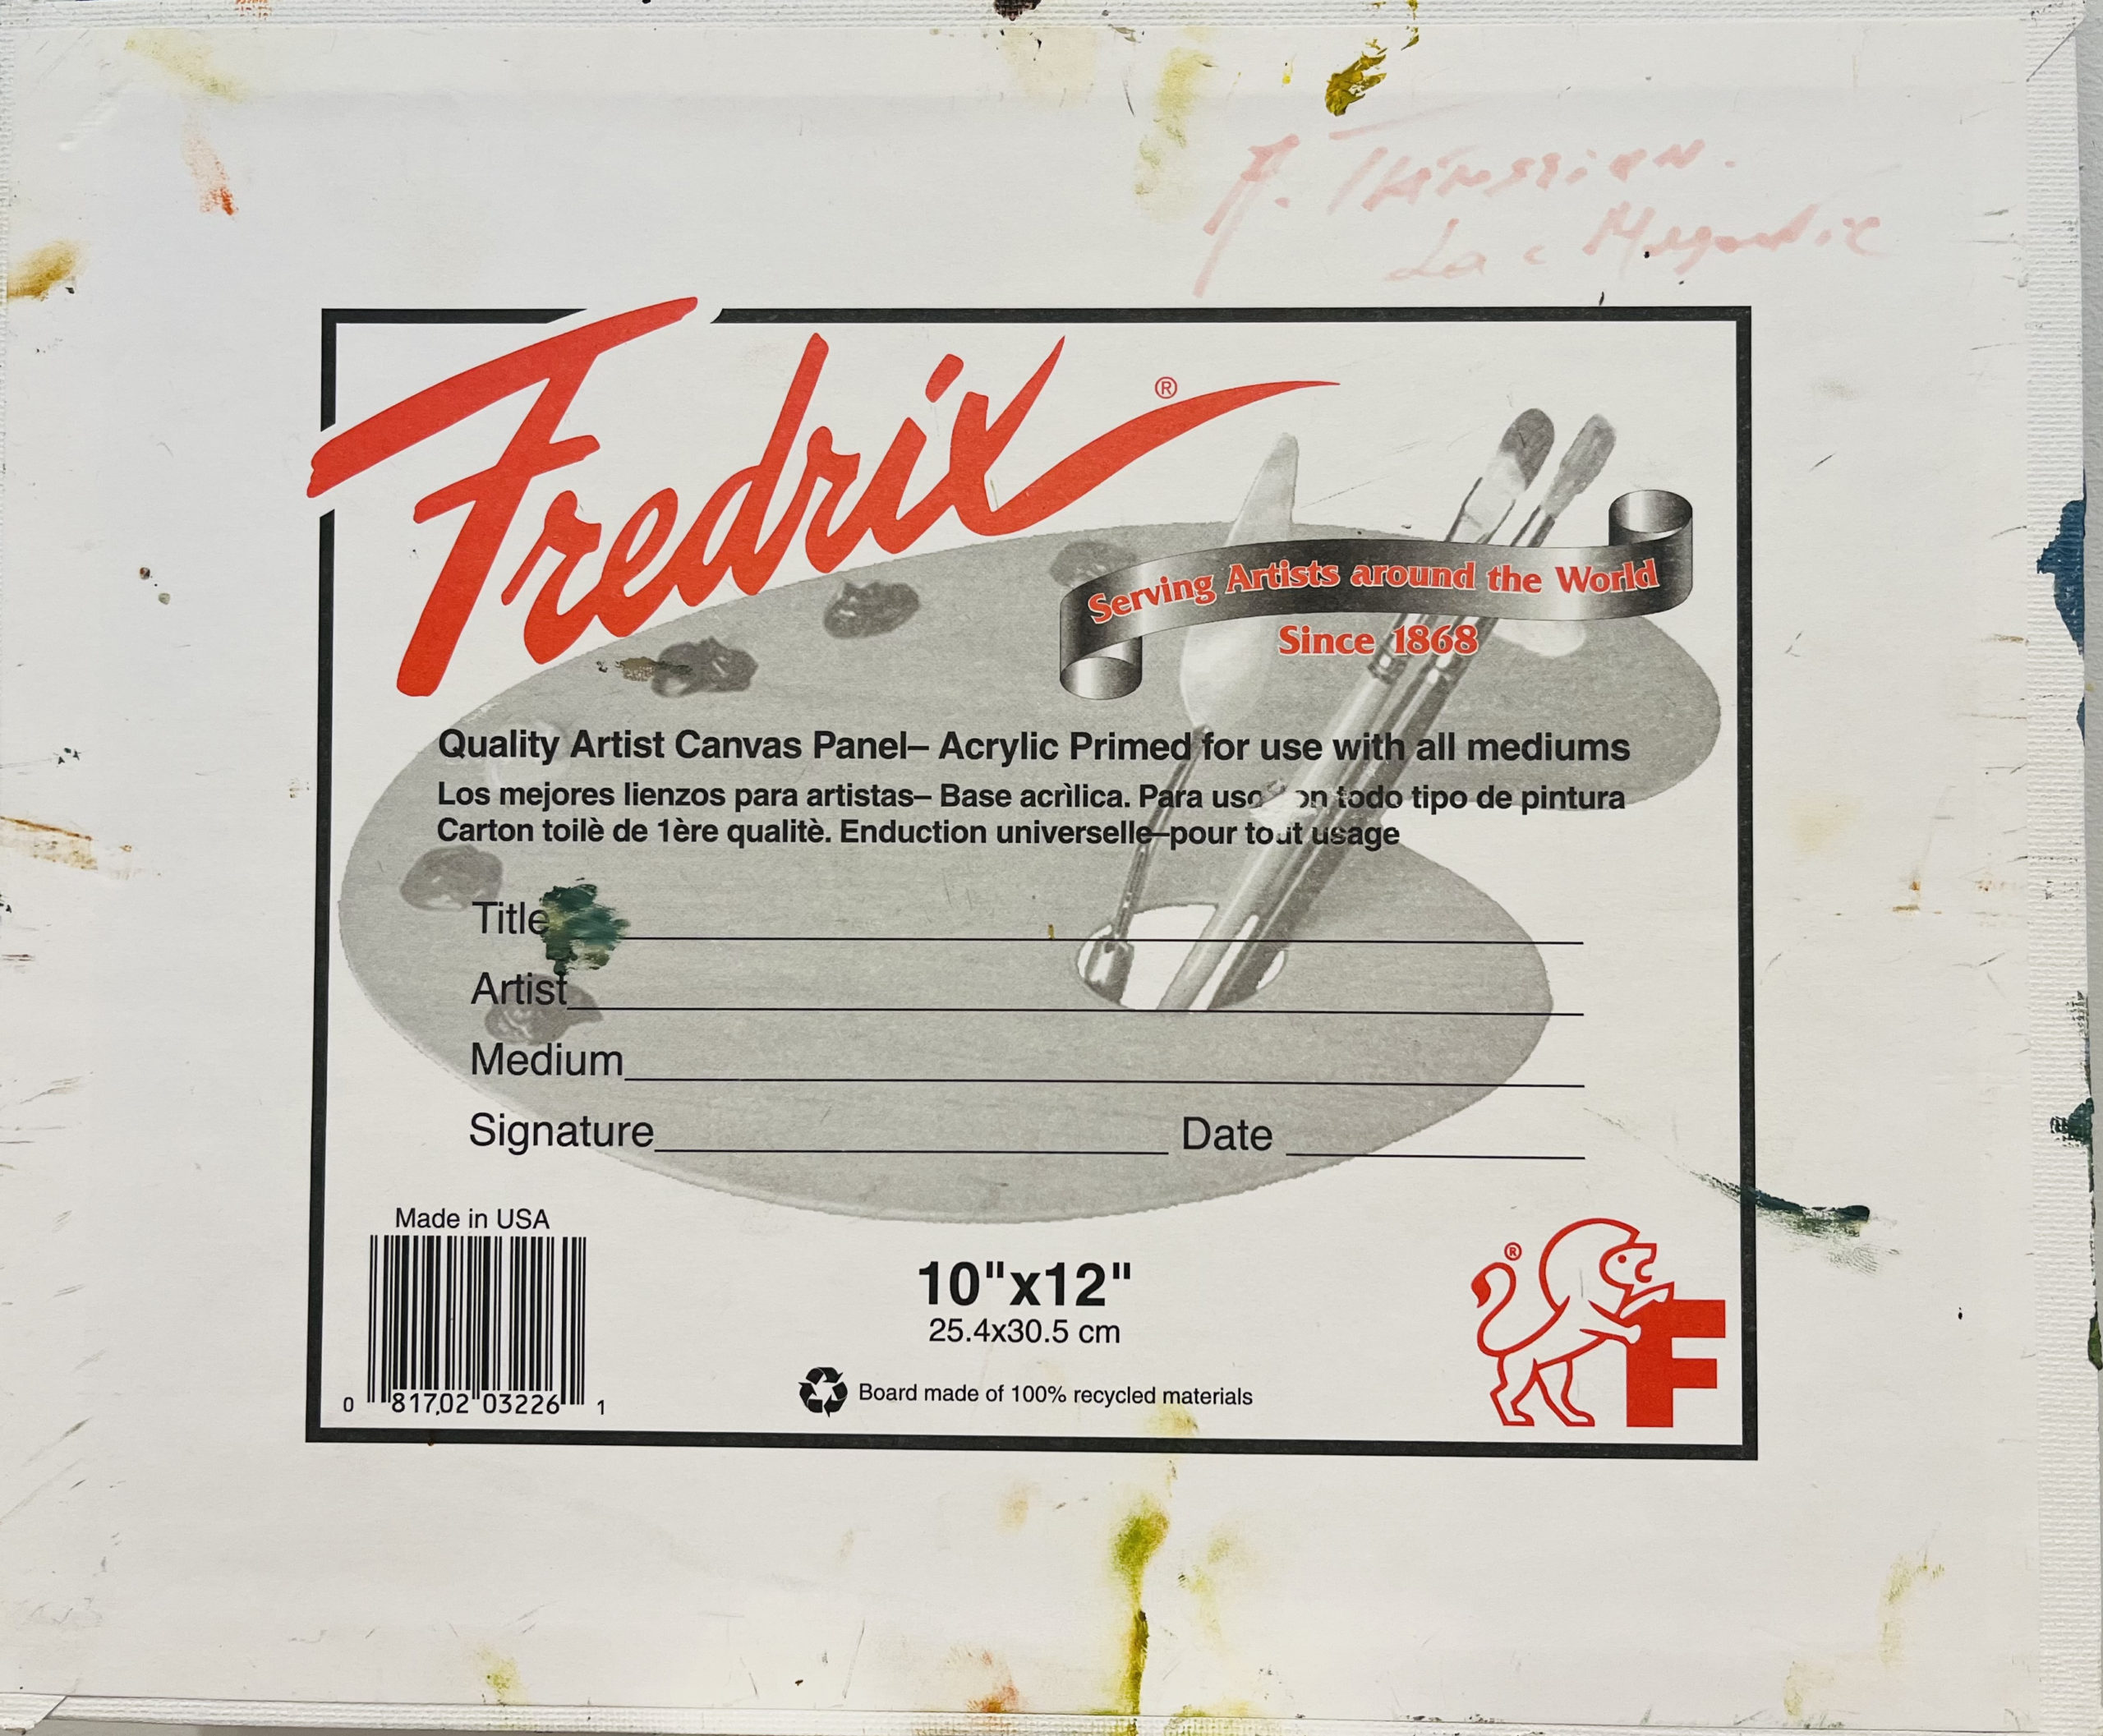 Lac Megantic
Fredrix®
Serving Artists around the World
Since 1868
Quality Artist Canvas Panel– Acrylic Primed for use with all mediums
Los mejores lienzos para artistas– Base acrìlica. Para uso on todo tipo de pintura
Carton toilè de 1ère qualitè. Enduction universelle–pour tout usage
Title
Artist
Medium
Signature Date
Made in USA
0 81702 03226 1
10"x12"
25.4x30.5 cm
Board made of 100% recycled materials
® F